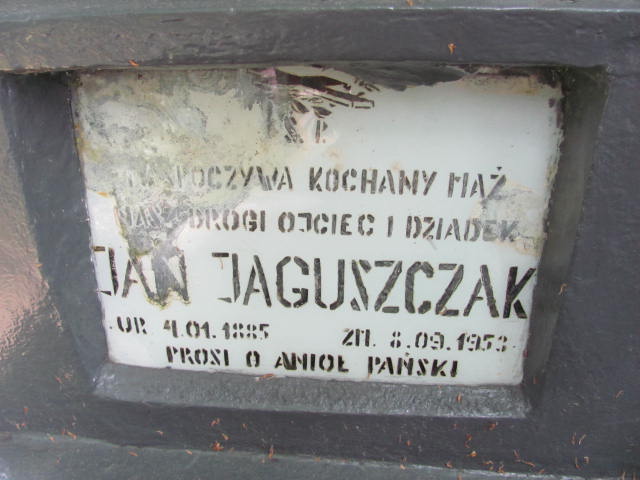 Ś. P.
SPOCZYWA KOCHANY MĄŻ
NASZ DROGI OJCIEC I DZIADEK
JAN JAGUSZCZAK
UR 4.01.1885 ZM. 8.09.1953
PROSI O ANIOŁ PAŃSKI